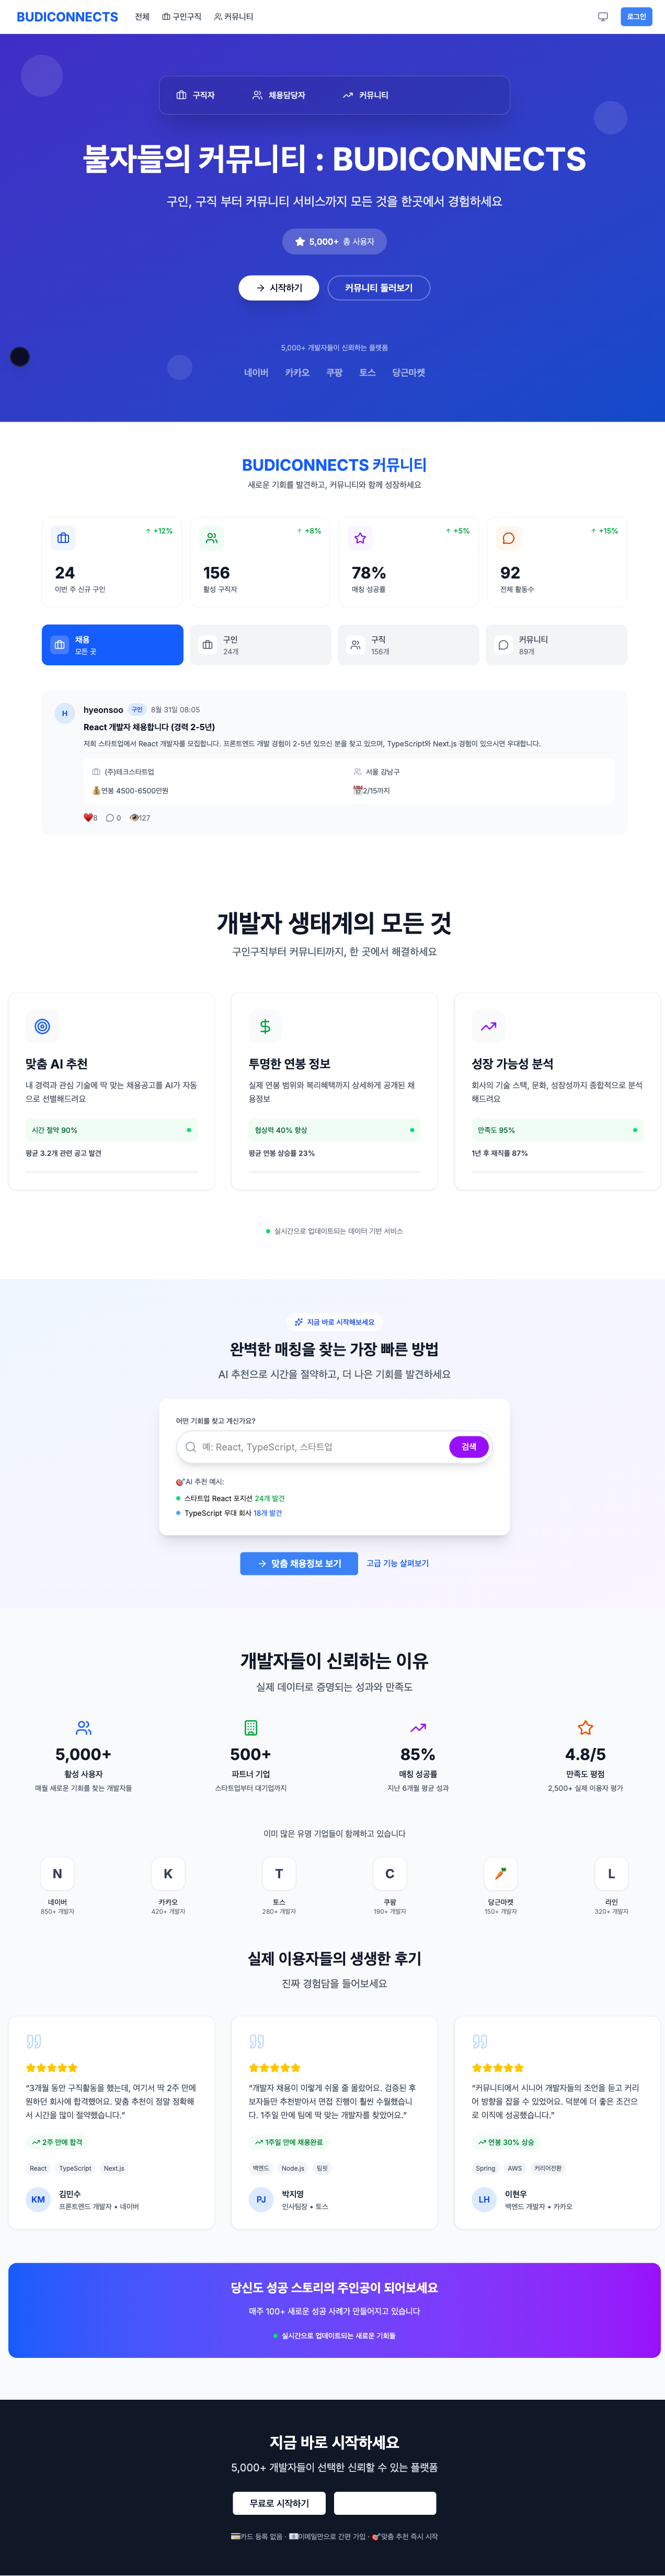 BUDICONNECTS
전체
구인구직
커뮤니티
로그인
구직자
채용담당자
커뮤니티
불자들의 커뮤니티 : BUDICONNECTS
구인, 구직 부터 커뮤니티 서비스까지 모든 것을 한곳에서 경험하세요
5,000+ 총 사용자
시작하기
커뮤니티 둘러보기
5,000+ 개발자들이 신뢰하는 플랫폼
네이버
카카오
쿠팡
토스
당근마켓
BUDICONNECTS 커뮤니티
새로운 기회를 발견하고, 커뮤니티와 함께 성장하세요
+12%
24
이번 주 신규 구인
+8%
156
활성 구직자
+5%
78%
매칭 성공률
+15%
92
전체 활동수
채용
모든 곳
구인
24개
구직
156개
커뮤니티
89개
H
hyeonsoo 구인 8월 31일 08:05
React 개발자 채용합니다 (경력 2-5년)
저희 스타트업에서 React 개발자를 모집합니다. 프론트엔드 개발 경험이 2-5년 있으신 분을 찾고 있으며, TypeScript와 Next.js 경험이 있으시면 우대합니다.
(주)테크스타트업
서울 강남구
💰연봉 4500-6500만원
📅2/15까지
❤️8 0 👁️127
개발자 생태계의 모든 것
구인구직부터 커뮤니티까지, 한 곳에서 해결하세요
맞춤 AI 추천
내 경력과 관심 기술에 딱 맞는 채용공고를 AI가 자동
으로 선별해드려요
시간 절약 90%
평균 3.2개 관련 공고 발견
투명한 연봉 정보
실제 연봉 범위와 복리혜택까지 상세하게 공개된 채
용정보
협상력 40% 향상
평균 연봉 상승률 23%
성장 가능성 분석
회사의 기술 스택, 문화, 성장성까지 종합적으로 분석
해드려요
만족도 95%
1년 후 재직률 87%
실시간으로 업데이트되는 데이터 기반 서비스
지금 바로 시작해보세요
완벽한 매칭을 찾는 가장 빠른 방법
AI 추천으로 시간을 절약하고, 더 나은 기회를 발견하세요
어떤 기회를 찾고 계신가요?
예: React, TypeScript, 스타트업
검색
🎯AI 추천 예시:
스타트업 React 포지션 24개 발견
TypeScript 우대 회사 18개 발견
맞춤 채용정보 보기
고급 기능 살펴보기
개발자들이 신뢰하는 이유
실제 데이터로 증명되는 성과와 만족도
5,000+
활성 사용자
매월 새로운 기회를 찾는 개발자들
500+
파트너 기업
스타트업부터 대기업까지
85%
매칭 성공률
지난 6개월 평균 성과
4.8/5
만족도 평점
2,500+ 실제 이용자 평가
이미 많은 유명 기업들이 함께하고 있습니다
N
네이버
850+ 개발자
K
카카오
420+ 개발자
T
토스
280+ 개발자
C
쿠팡
190+ 개발자
🥕
당근마켓
150+ 개발자
L
라인
320+ 개발자
실제 이용자들의 생생한 후기
진짜 경험담을 들어보세요
“3개월 동안 구직활동을 했는데, 여기서 딱 2주 만에
원하던 회사에 합격했어요. 맞춤 추천이 정말 정확해
서 시간을 많이 절약했습니다.”
2주 만에 합격
React TypeScript Next.js
KM
김민수
프론트엔드 개발자 • 네이버
“개발자 채용이 이렇게 쉬울 줄 몰랐어요. 검증된 후
보자들만 추천받아서 면접 진행이 훨씬 수월했습니
다. 1주일 만에 팀에 딱 맞는 개발자를 찾았어요.”
1주일 만에 채용완료
백엔드 Node.js 팀핏
PJ
박지영
인사팀장 • 토스
“커뮤니티에서 시니어 개발자들의 조언을 듣고 커리
어 방향을 잡을 수 있었어요. 덕분에 더 좋은 조건으
로 이직에 성공했습니다.”
연봉 30% 상승
Spring AWS 커리어전환
LH
이현우
백엔드 개발자 • 카카오
당신도 성공 스토리의 주인공이 되어보세요
매주 100+ 새로운 성공 사례가 만들어지고 있습니다
실시간으로 업데이트되는 새로운 기회들
지금 바로 시작하세요
5,000+ 개발자들이 선택한 신뢰할 수 있는 플랫폼
무료로 시작하기
💳카드 등록 없음 · 📧이메일만으로 간편 가입 · 🎯맞춤 추천 즉시 시작